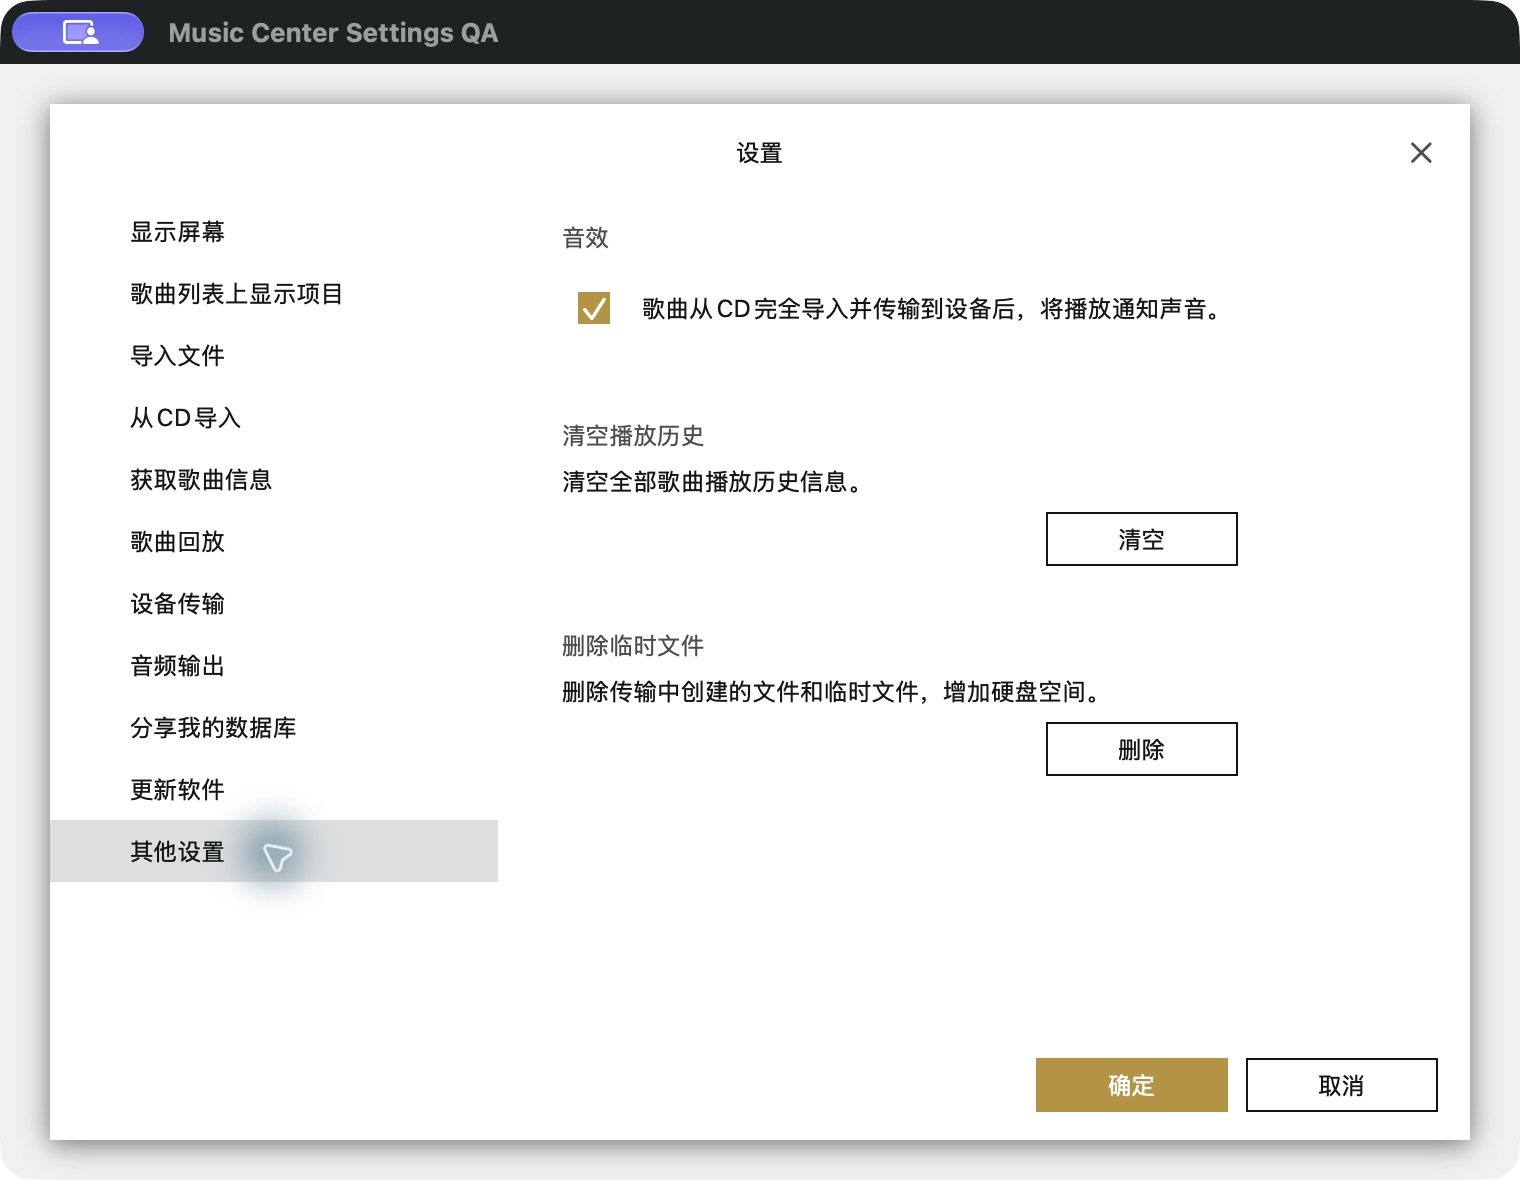 Music Center Settings QA
设置
显示屏幕
歌曲列表上显示项目
导入文件
从CD导入
获取歌曲信息
歌曲回放
设备传输
音频输出
分享我的数据库
更新软件
其他设置
音效
歌曲从CD完全导入并传输到设备后，将播放通知声音。
清空播放历史
清空全部歌曲播放历史信息。
清空
删除临时文件
删除传输中创建的文件和临时文件，增加硬盘空间。
删除
确定
取消